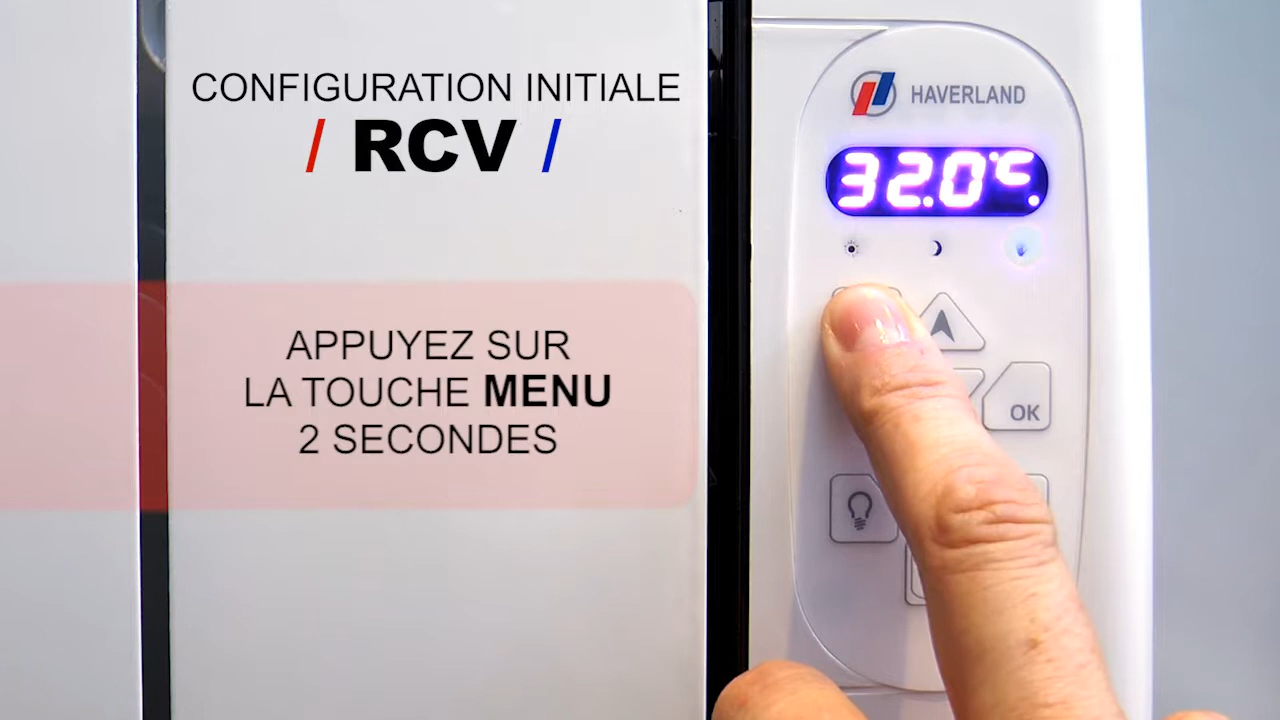 CONFIGURATION INITIALE
/ RCV /
APPUYEZ SUR
LA TOUCHE MENU
2 SECONDES
HAVERLAND
32.0°C.
OK